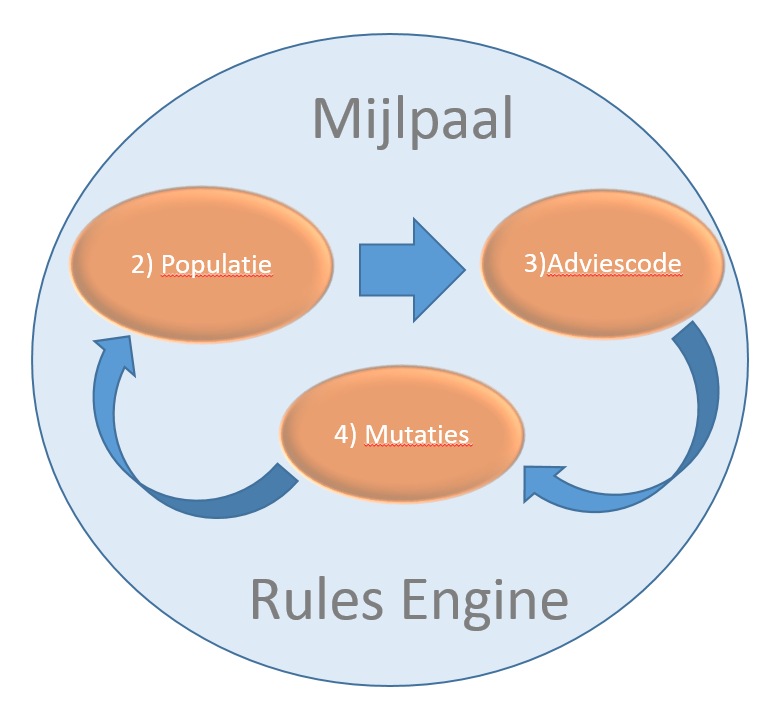 Mijlpaal
2) Populatie
3)Adviescode
4) Mutaties
Rules Engine